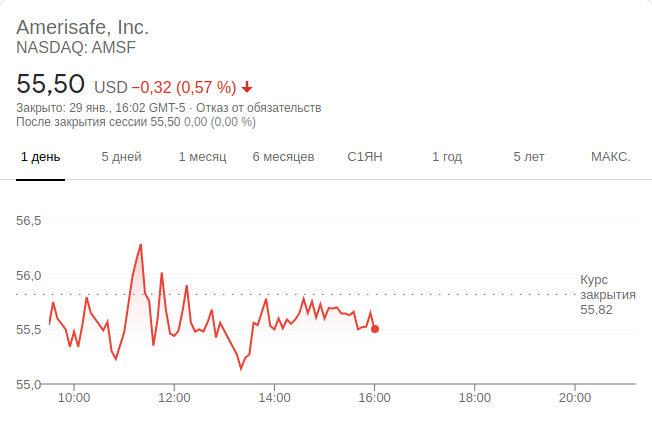 Amerisafe, Inc.
NASDAQ: AMSF
55,50 USD −0,32 (0,57 %)
Закрыто: 29 янв., 16:02 GMT-5 · Отказ от обязательств
После закрытия сессии 55,50 0,00 (0,00 %)
1 день 5 дней 1 месяц 6 месяцев С1ЯН 1 год 5 лет МАКС.
56,5
56,0
Курс
закрытия
55,82
55,5
55,0
10:00 12:00 14:00 16:00 18:00 20:00